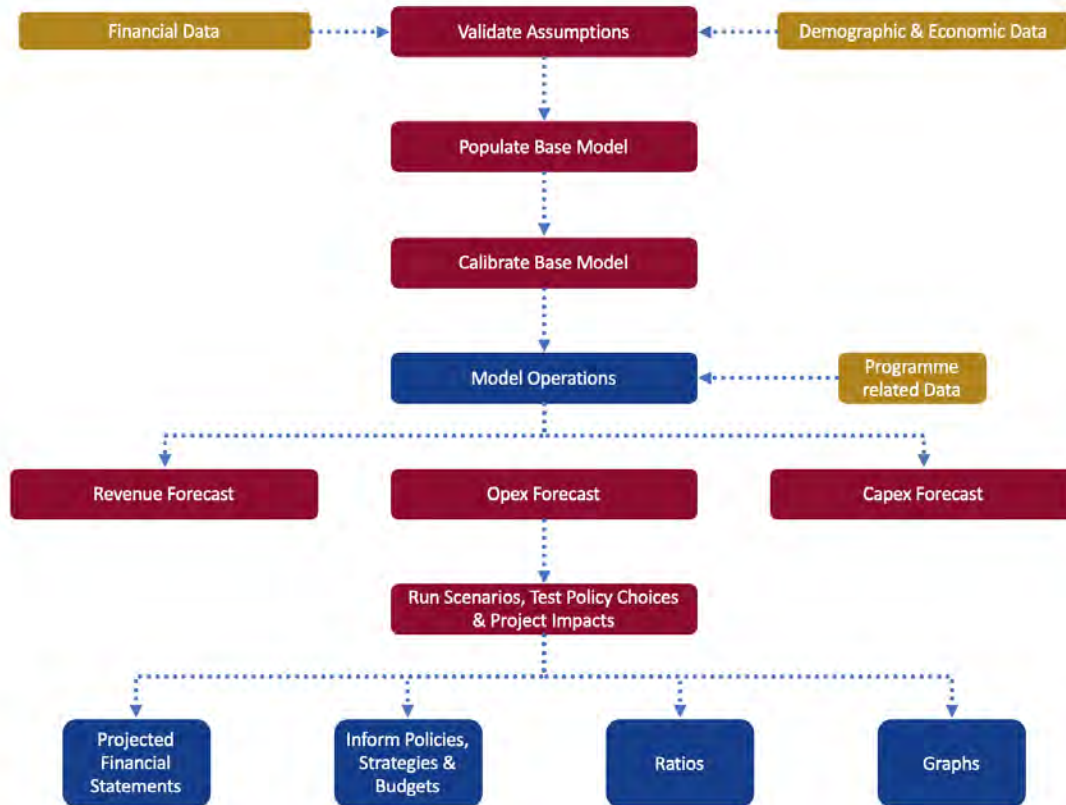 Financial Data
Validate Assumptions
Demographic & Economic Data
Populate Base Model
Calibrate Base Model
Model Operations
Programme
related Data
Revenue Forecast
Opex Forecast
Capex Forecast
Run Scenarios, Test Policy Choices
& Project Impacts
Projected
Financial
Statements
Inform Policies,
Strategies &
Budgets
Ratios
Graphs